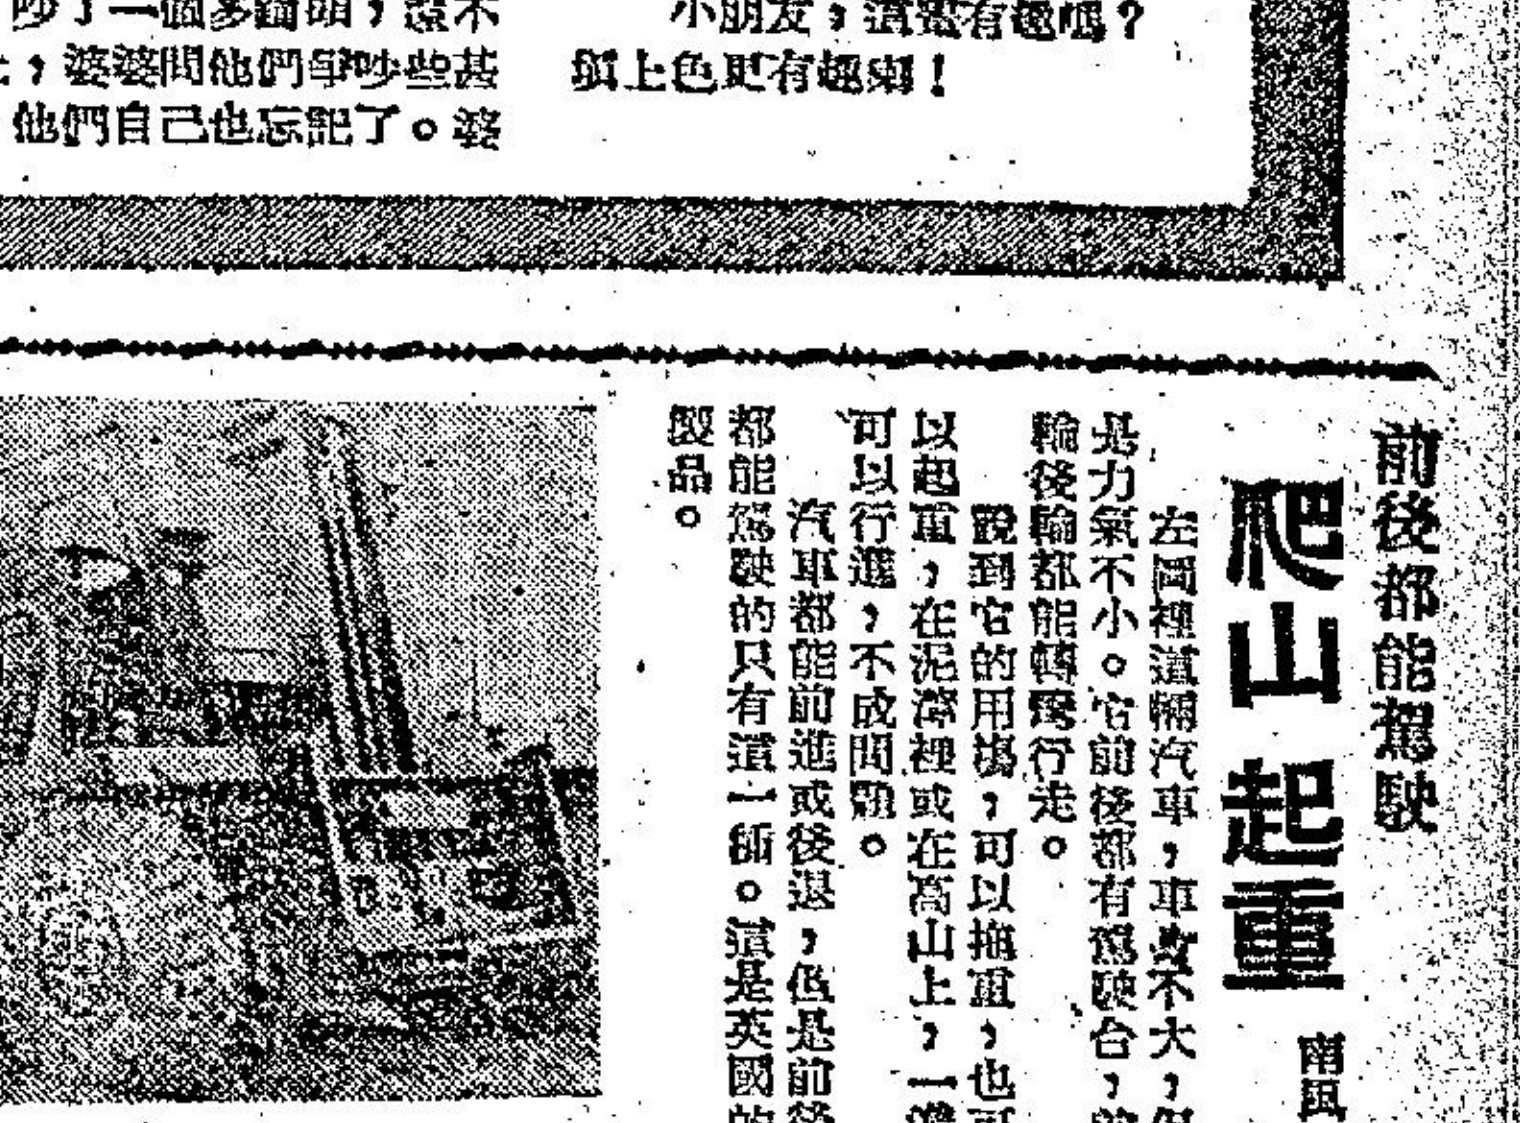 吵了一個多鐘頭，還不
，婆婆問他們爭吵些甚
他們自己也忘記了。婆
小朋友，這還有趣嗎？
填上色更有趣喇！
前後都能駕駛
爬山 起重
南風
左圖裡這輛汽車，車身不大，但
是力氣不小。它前後都有駕駛台，前
輪後輪都能轉彎行走。
說到它的用場，可以拖重，也可
以起重，在泥濘裡或在高山上，一
可以行進，不成問題。
汽車都能前進或後退，但是前後
都能駕駛的只有這一輛。這是英國的
製品。